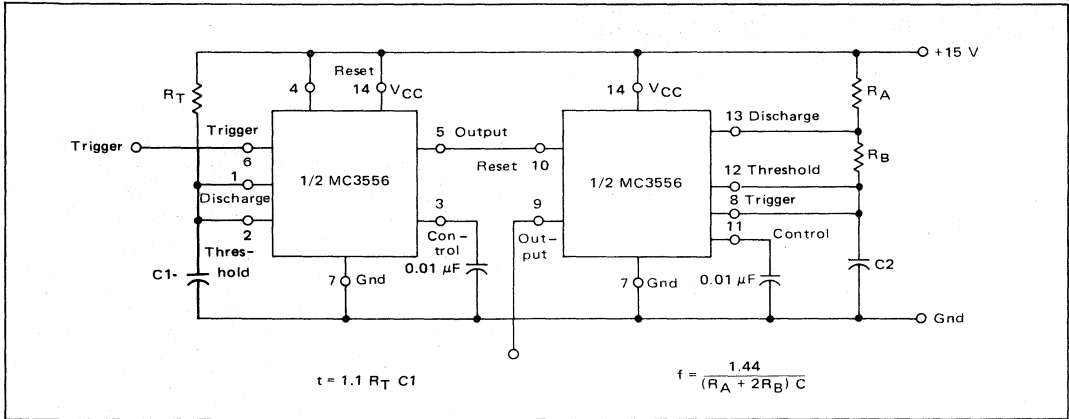 +15 V
Reset
4
14
VCC
RT
14
VCC
RA
13 Discharge
Trigger
Trigger
6
5 Output
Reset 10
RB
12 Threshold
1
1/2 MC3556
1/2 MC3556
8 Trigger
Discharge
3
9
11
2
Con-
trol
Out-
put
Control
Thres-
hold
C1-
0.01 μF
7 Gnd
7 Gnd
0.01 μF
C2
Gnd
t = 1.1 RT C1
f = 1.44
(RA + 2RB) C